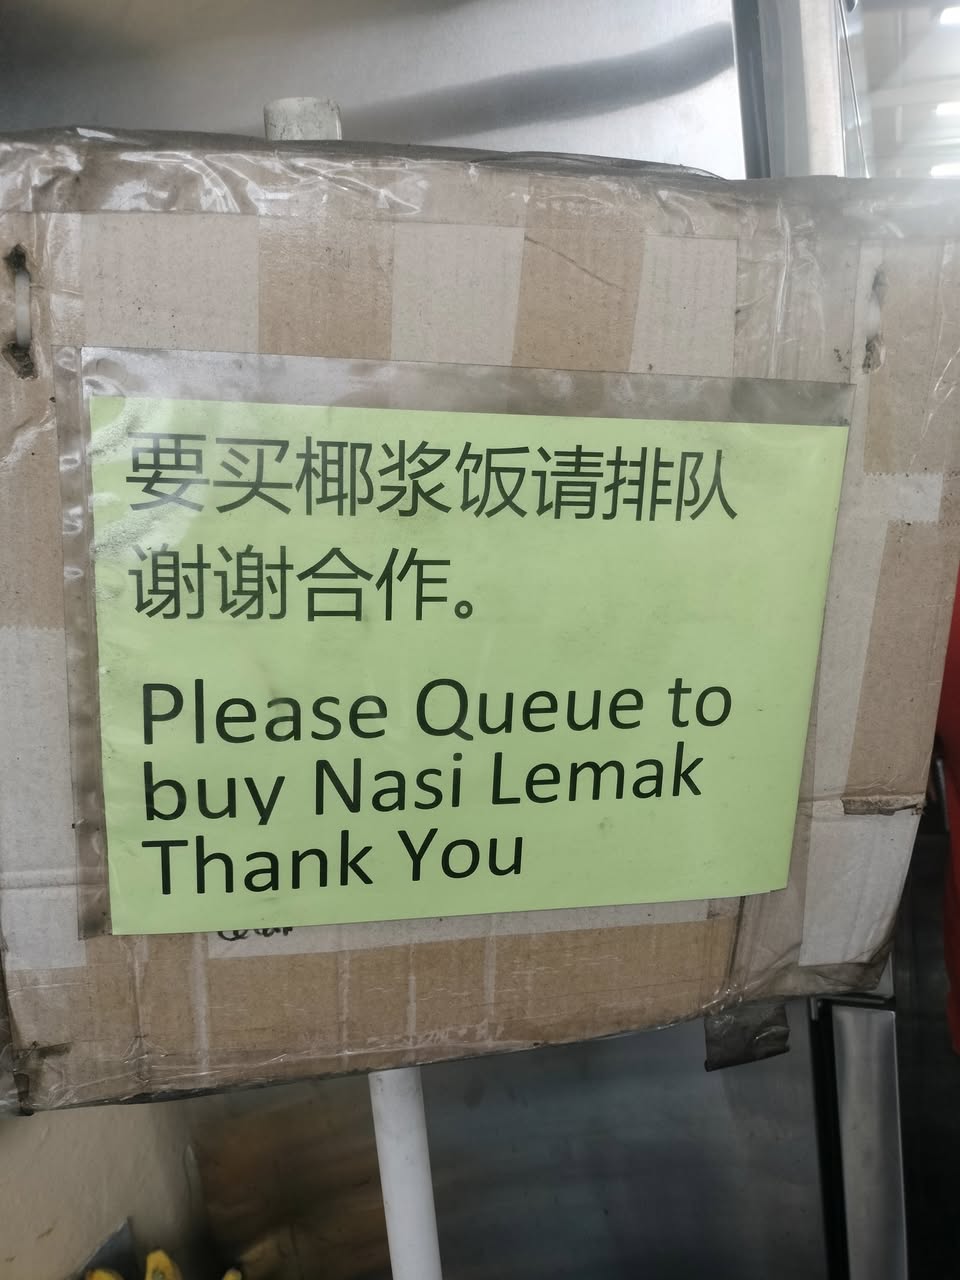 要买椰浆饭请排队
谢谢合作。
Please Queue to
buy Nasi Lemak
Thank You